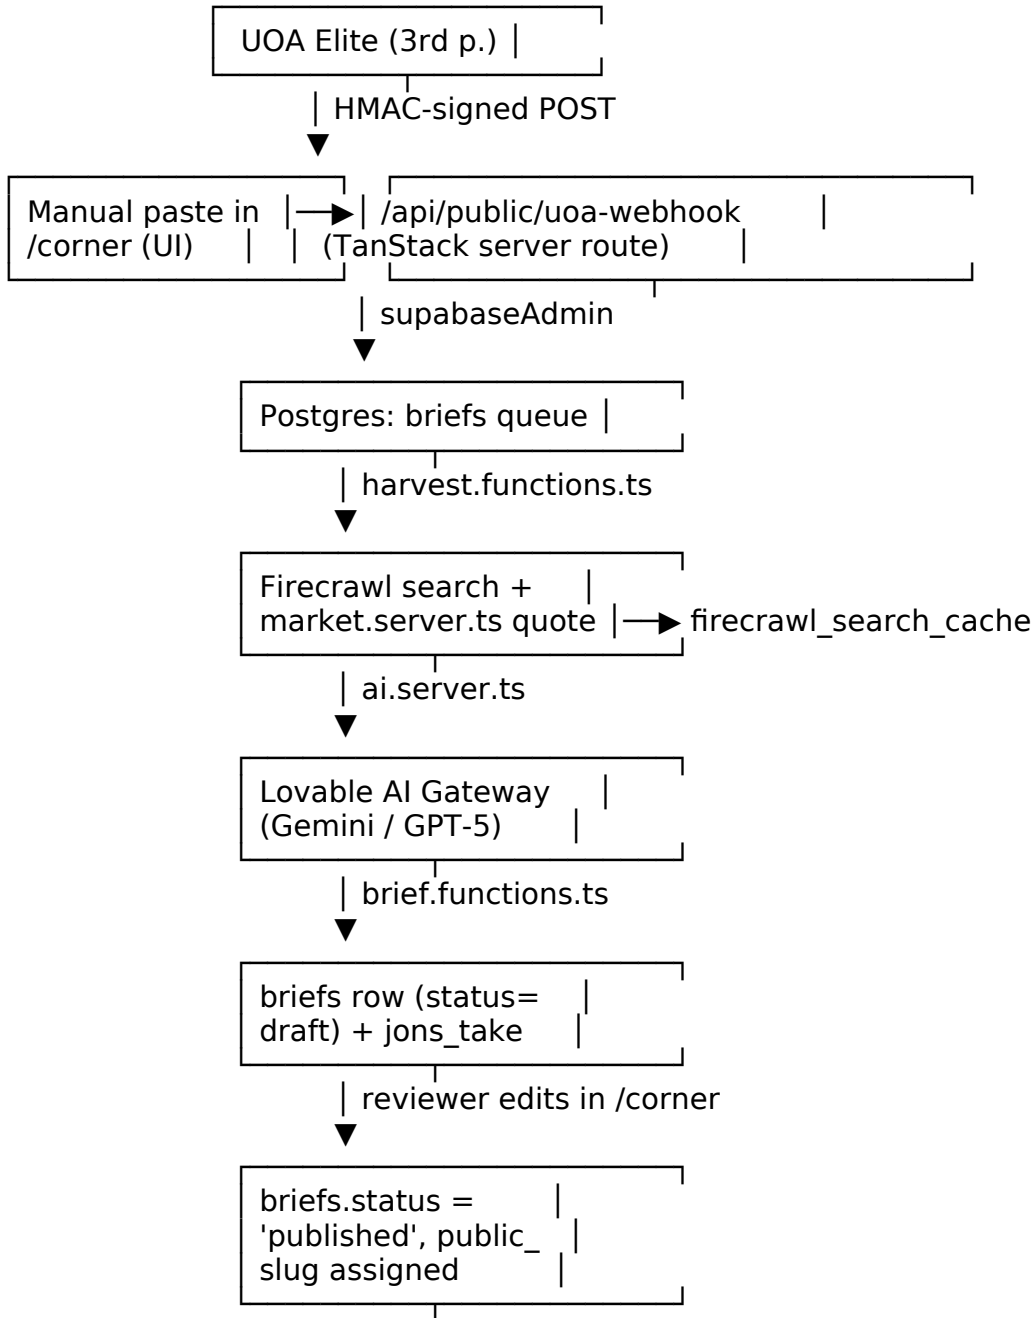 UOA Elite (3rd p.)
HMAC-signed POST
Manual paste in /api/public/uoa-webhook
/corner (UI) (TanStack server route)
supabaseAdmin
Postgres: briefs queue
harvest.functions.ts
Firecrawl search +
market.server.ts quote firecrawl_search_cache
ai.server.ts
Lovable AI Gateway
(Gemini / GPT-5)
brief.functions.ts
briefs row (status=
draft) + jons_take
reviewer edits in /corner
briefs.status =
'published', public_
slug assigned